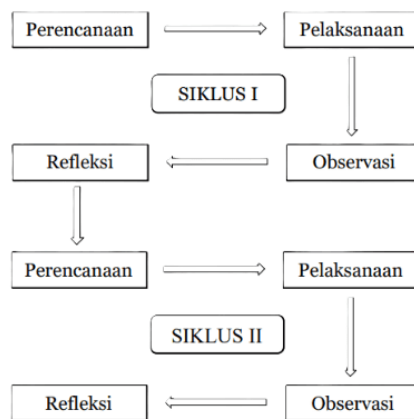 Perencanaan
Pelaksanaan
SIKLUS I
Refleksi
Observasi
Perencanaan
Pelaksanaan
SIKLUS II
Refleksi
Observasi